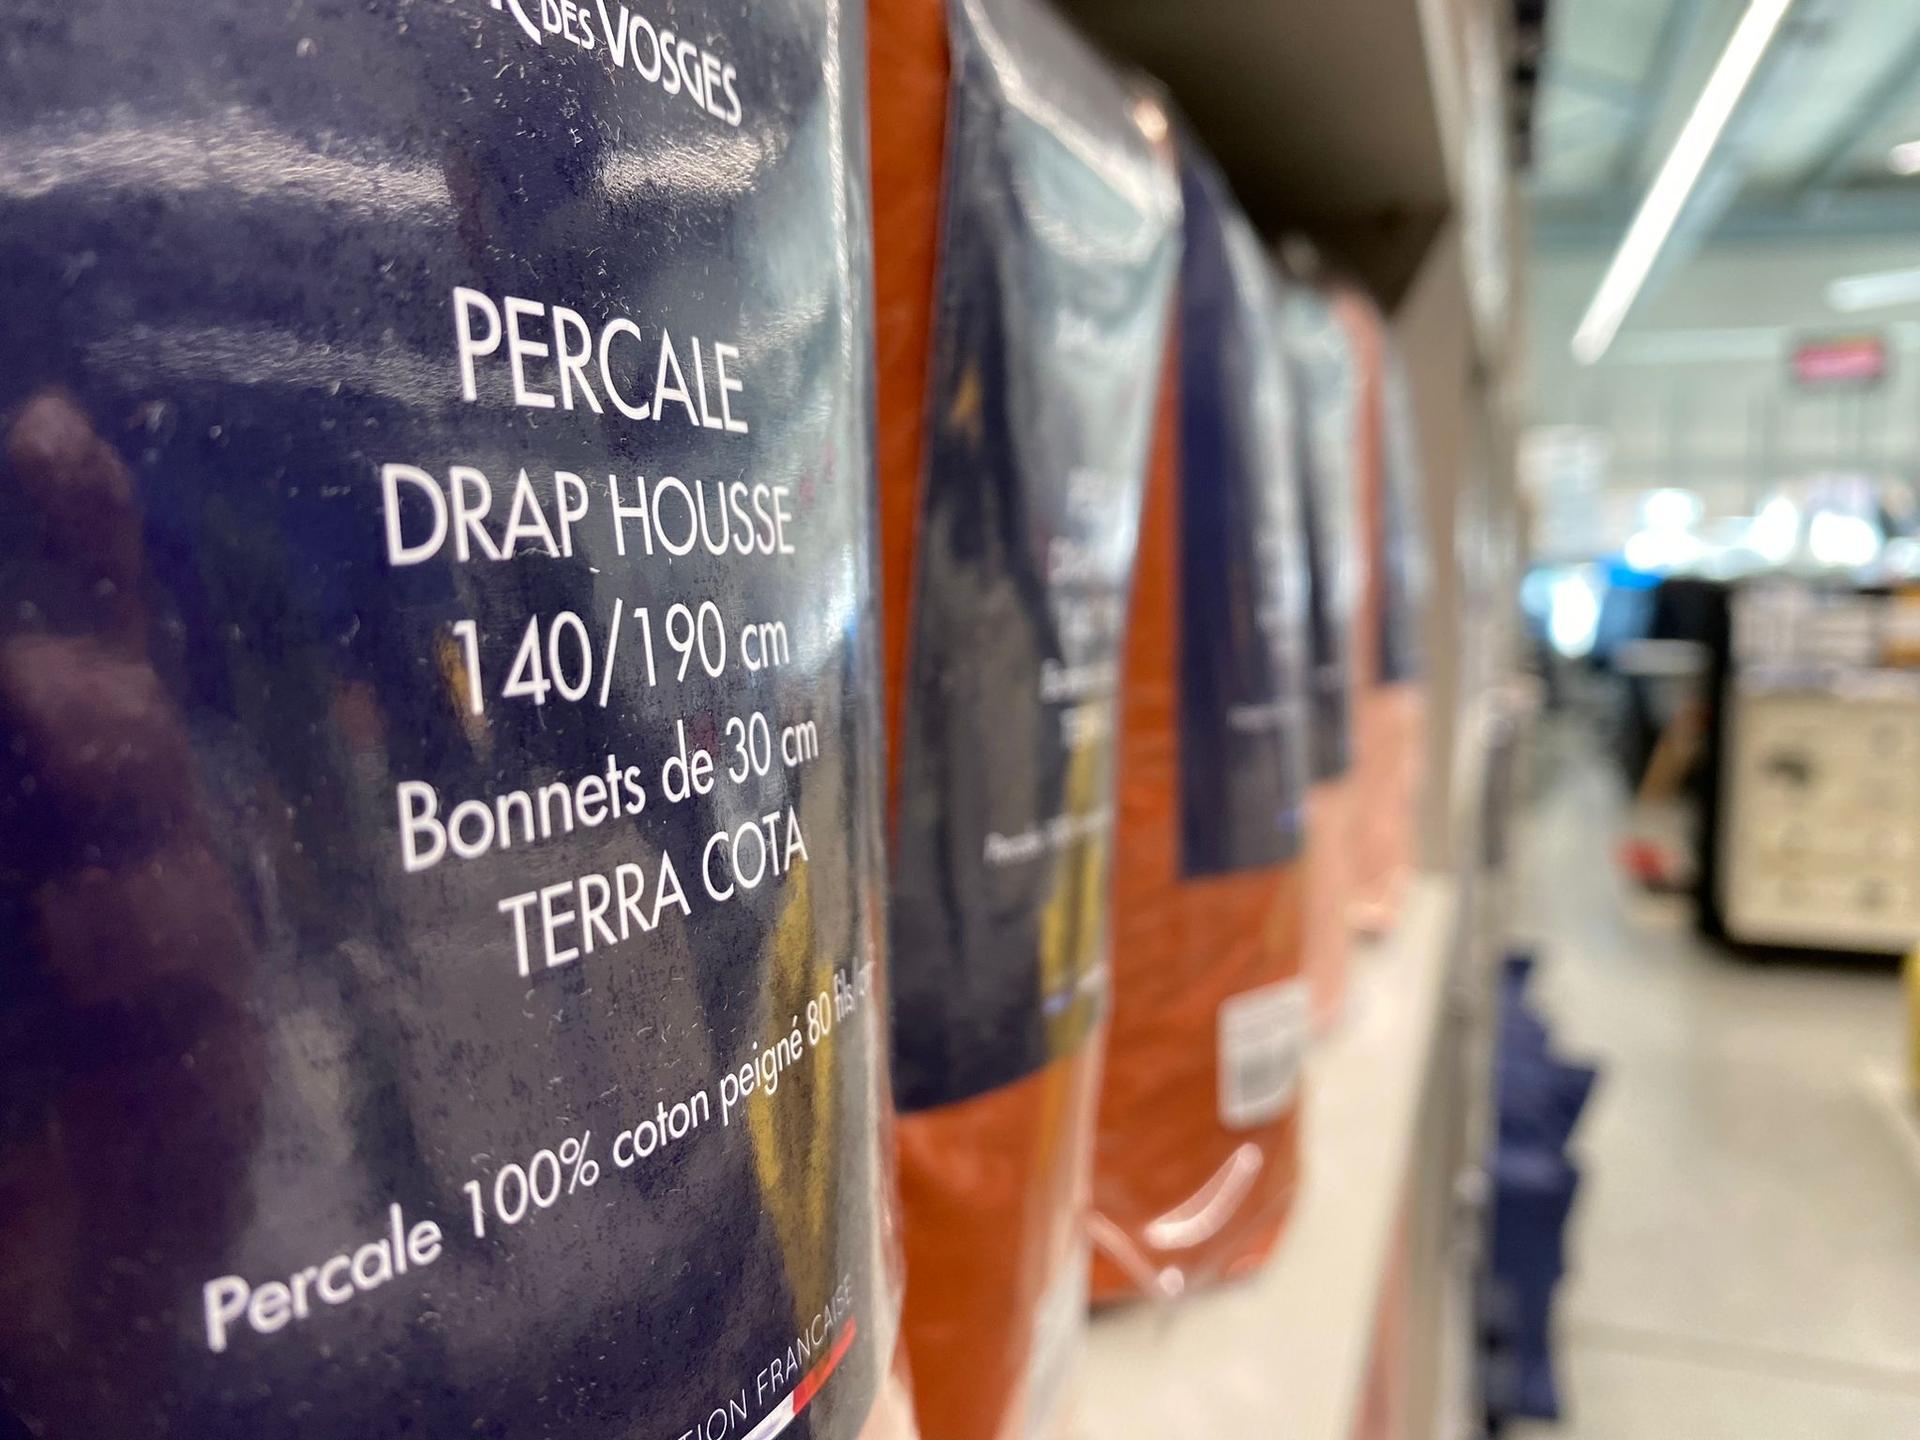 DES VOSGES
PERCALE
DRAP HOUSSE
140/190 cm
Bonnets de 30 cm
TERRA COTA
Percale 100% coton peigné 80 fils
FRANÇAISE